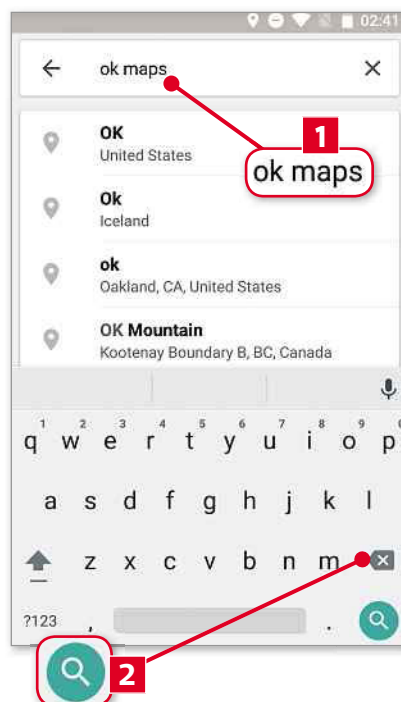 02:41
ok maps
1
ok maps
OK
United States
Ok
Iceland
ok
Oakland, CA, United States
OK Mountain
Kootenay Boundary B, BC, Canada
1 2 3 4 5 6 7 8 9 0
q w e r t y u i o p
a s d f g h j k l
z x c v b n m
?123 , .
2